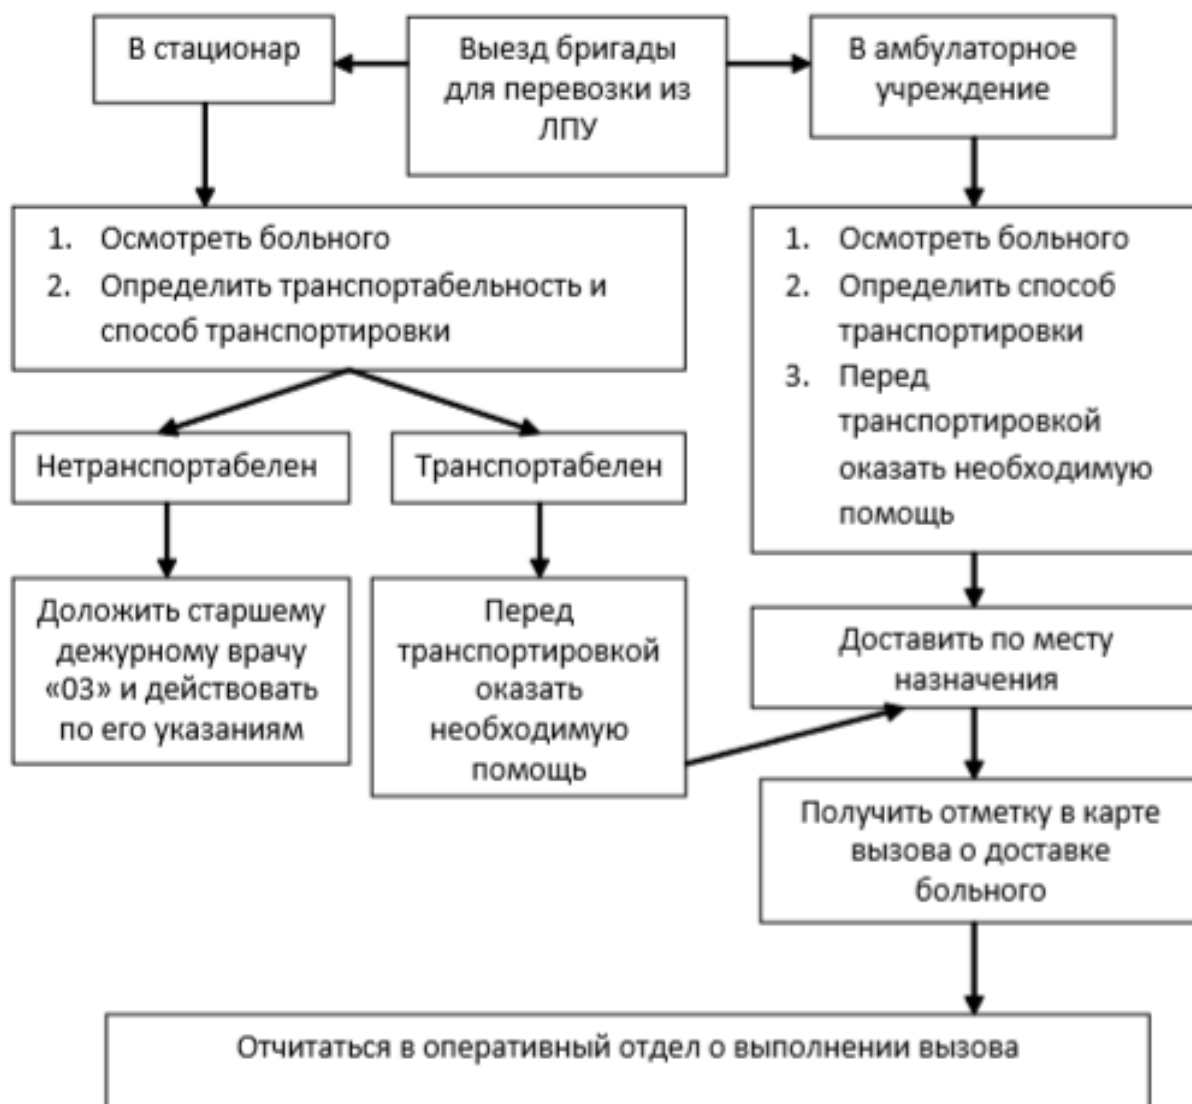 В стационар
Выезд бригады
для перевозки из
ЛПУ
В амбулаторное
учреждение
1. Осмотреть больного
2. Определить транспортабельность и
способ транспортировки
1. Осмотреть больного
2. Определить способ
транспортировки
3. Перед
транспортировкой
оказать необходимую
помощь
Нетранспортабелен
Транспортабелен
Доложить старшему
дежурному врачу
«03» и действовать
по его указаниям
Перед
транспортировкой
оказать
необходимую
помощь
Доставить по месту
назначения
Получить отметку в карте
вызова о доставке
больного
Отчитаться в оперативный отдел о выполнении вызова